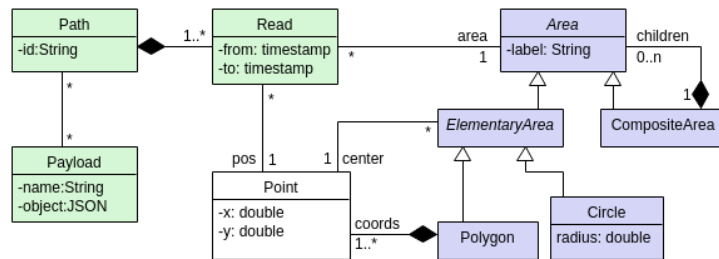 Path
-id:String
1..*
Read
-from: timestamp
-to: timestamp
*
area
1
Area
-label: String
children
0..n
1
*
*
*
ElementaryArea
*
CompositeArea
Payload
-name:String
-object:JSON
pos
1
1
center
Point
-x: double
-y: double
coords
1..*
Polygon
Circle
radius: double